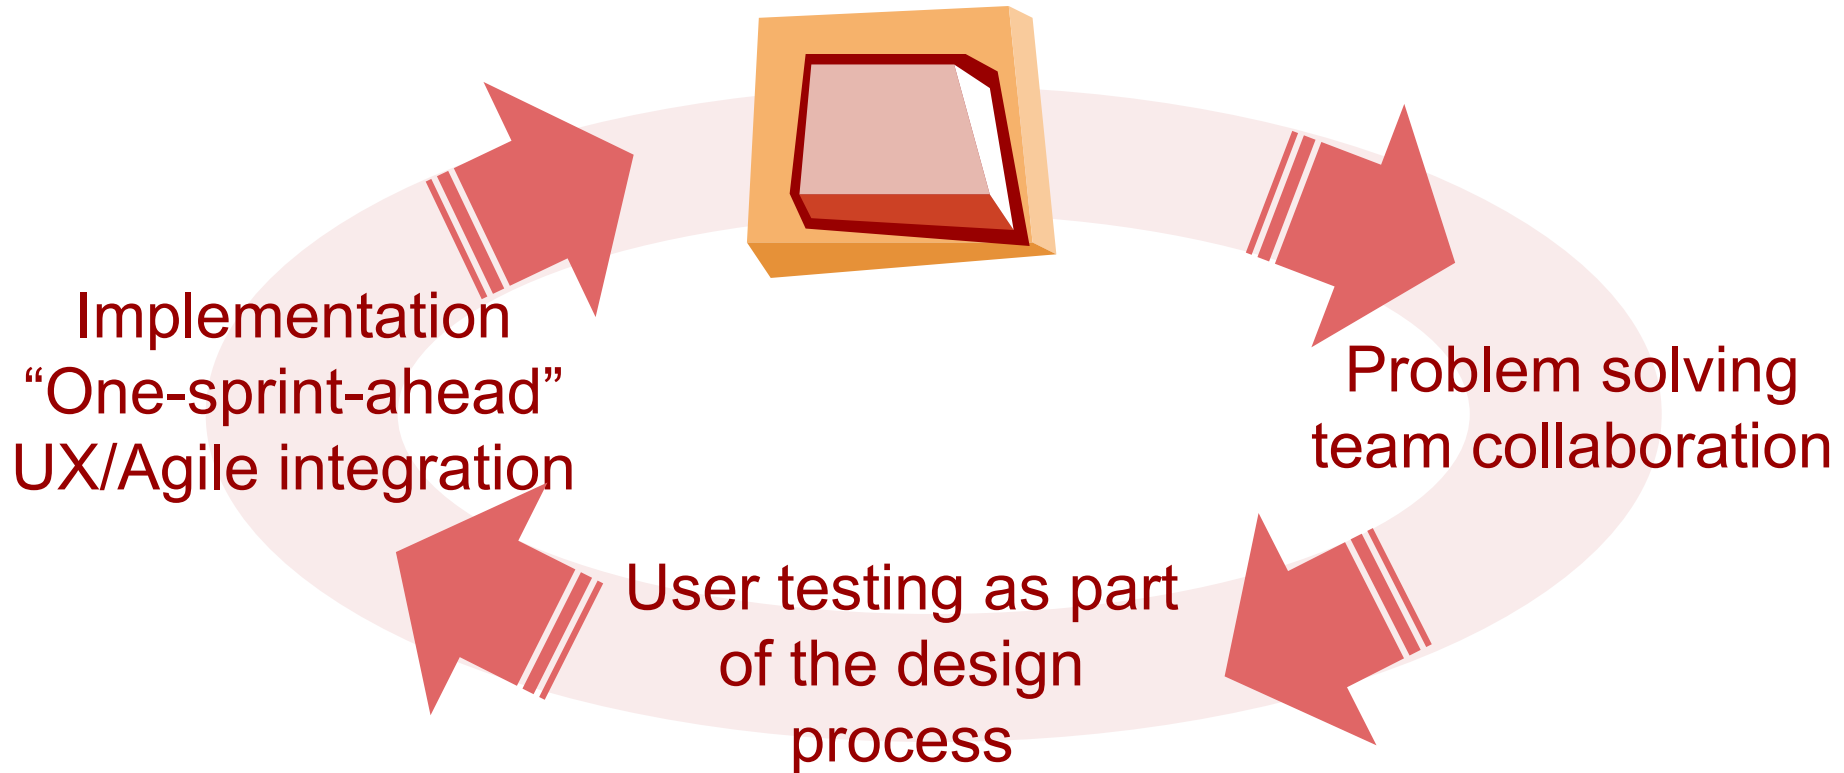 Implementation
“One-sprint-ahead”
UX/Agile integration
Problem solving
team collaboration
User testing as part
of the design
process